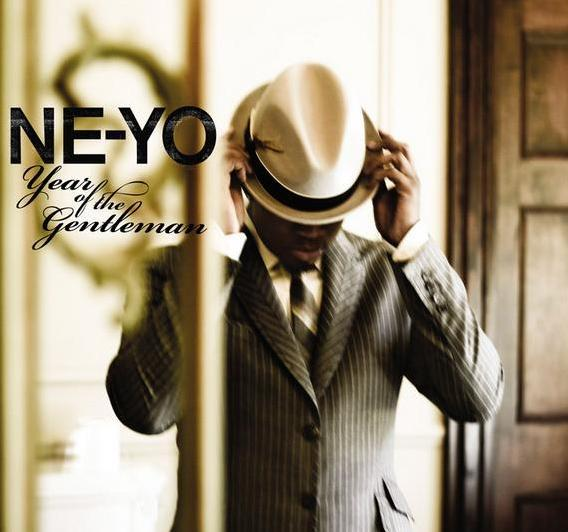 NE-YO
Year
of the
Gentleman